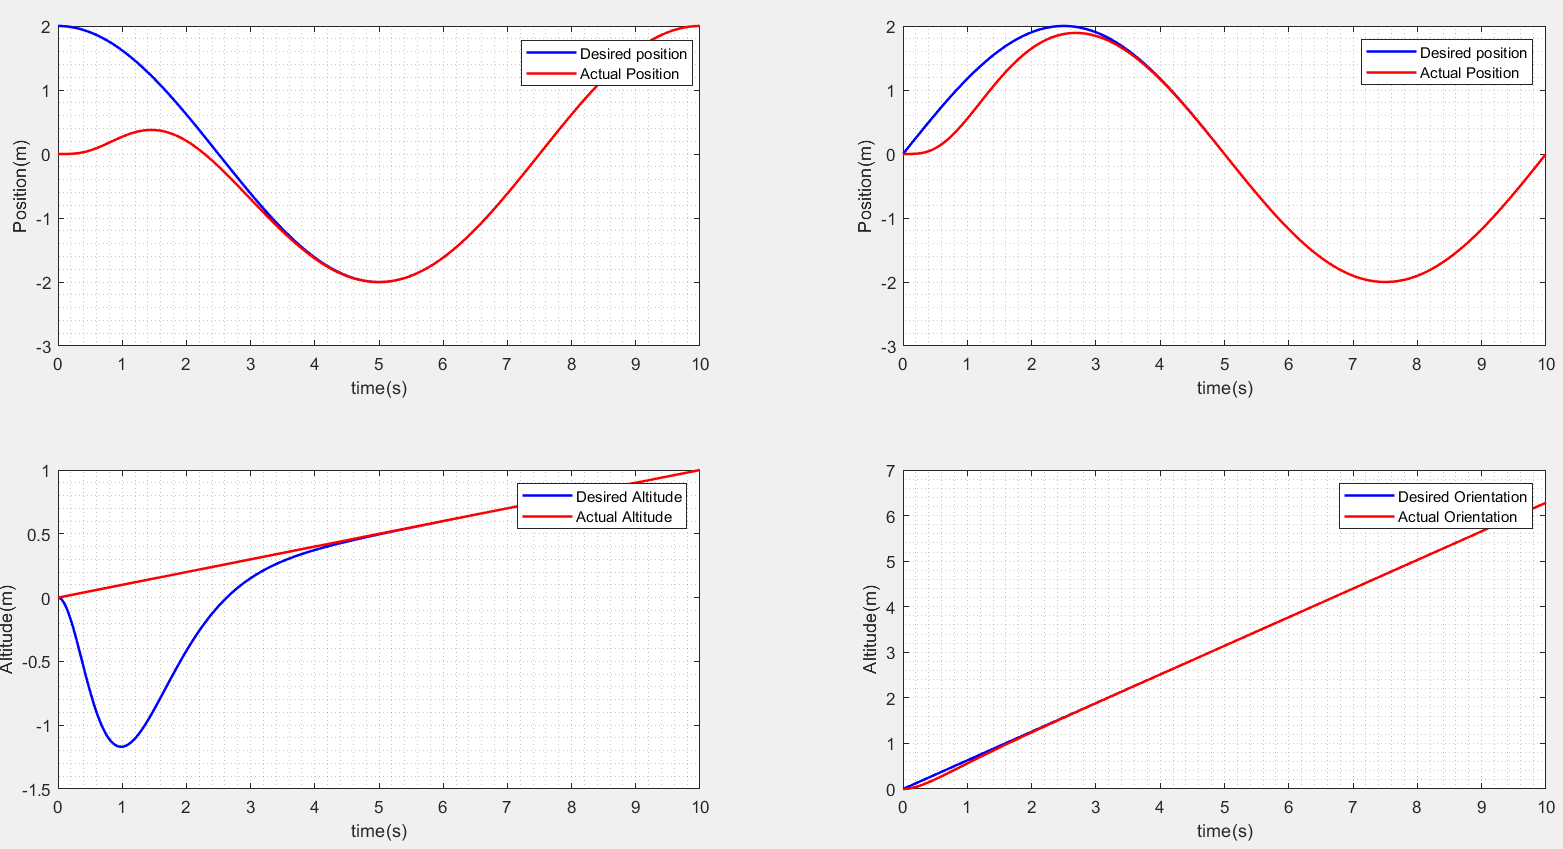 2
1
0
-1
-2
-3
Position(m)
0 1 2 3 4 5 6 7 8 9 10
time(s)
Desired position
Actual Position
2
1
0
-1
-2
-3
Position(m)
0 1 2 3 4 5 6 7 8 9 10
time(s)
Desired position
Actual Position
1
0.5
0
-0.5
-1
-1.5
Altitude(m)
0 1 2 3 4 5 6 7 8 9 10
time(s)
Desired Altitude
Actual Altitude
7
6
5
4
3
2
1
0
Altitude(m)
0 1 2 3 4 5 6 7 8 9 10
time(s)
Desired Orientation
Actual Orientation